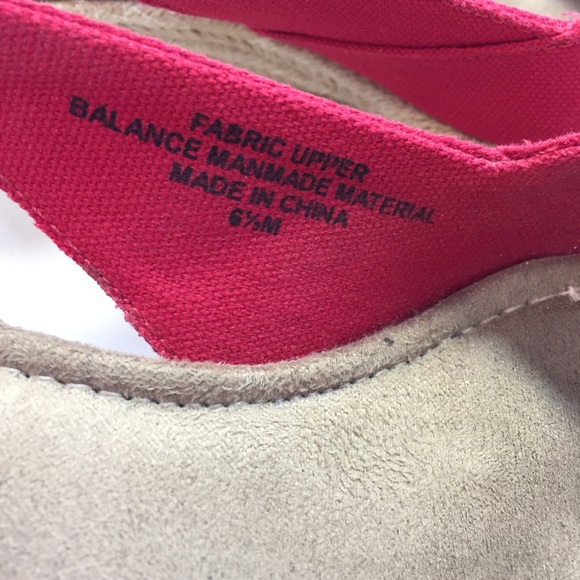 FABRIC UPPER
BALANCE MANMADE MATERIAL
MADE IN CHINA
6½M